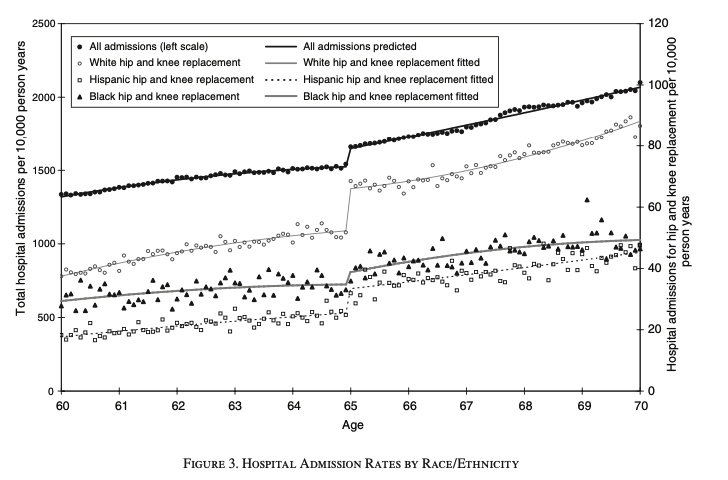 2500
2000
1500
1000
500
0
Total hospital admissions per 10,000 person years
All admissions (left scale)
White hip and knee replacement
Hispanic hip and knee replacement
Black hip and knee replacement
All admissions predicted
White hip and knee replacement fitted
Hispanic hip and knee replacement fitted
Black hip and knee replacement fitted
120
100
80
60
40
20
0
Hospital admissions for hip and knee replacement per 10,000
person years
60 61 62 63 64 65 66 67 68 69 70
Age
FIGURE 3. HOSPITAL ADMISSION RATES BY RACE/ETHNICITY